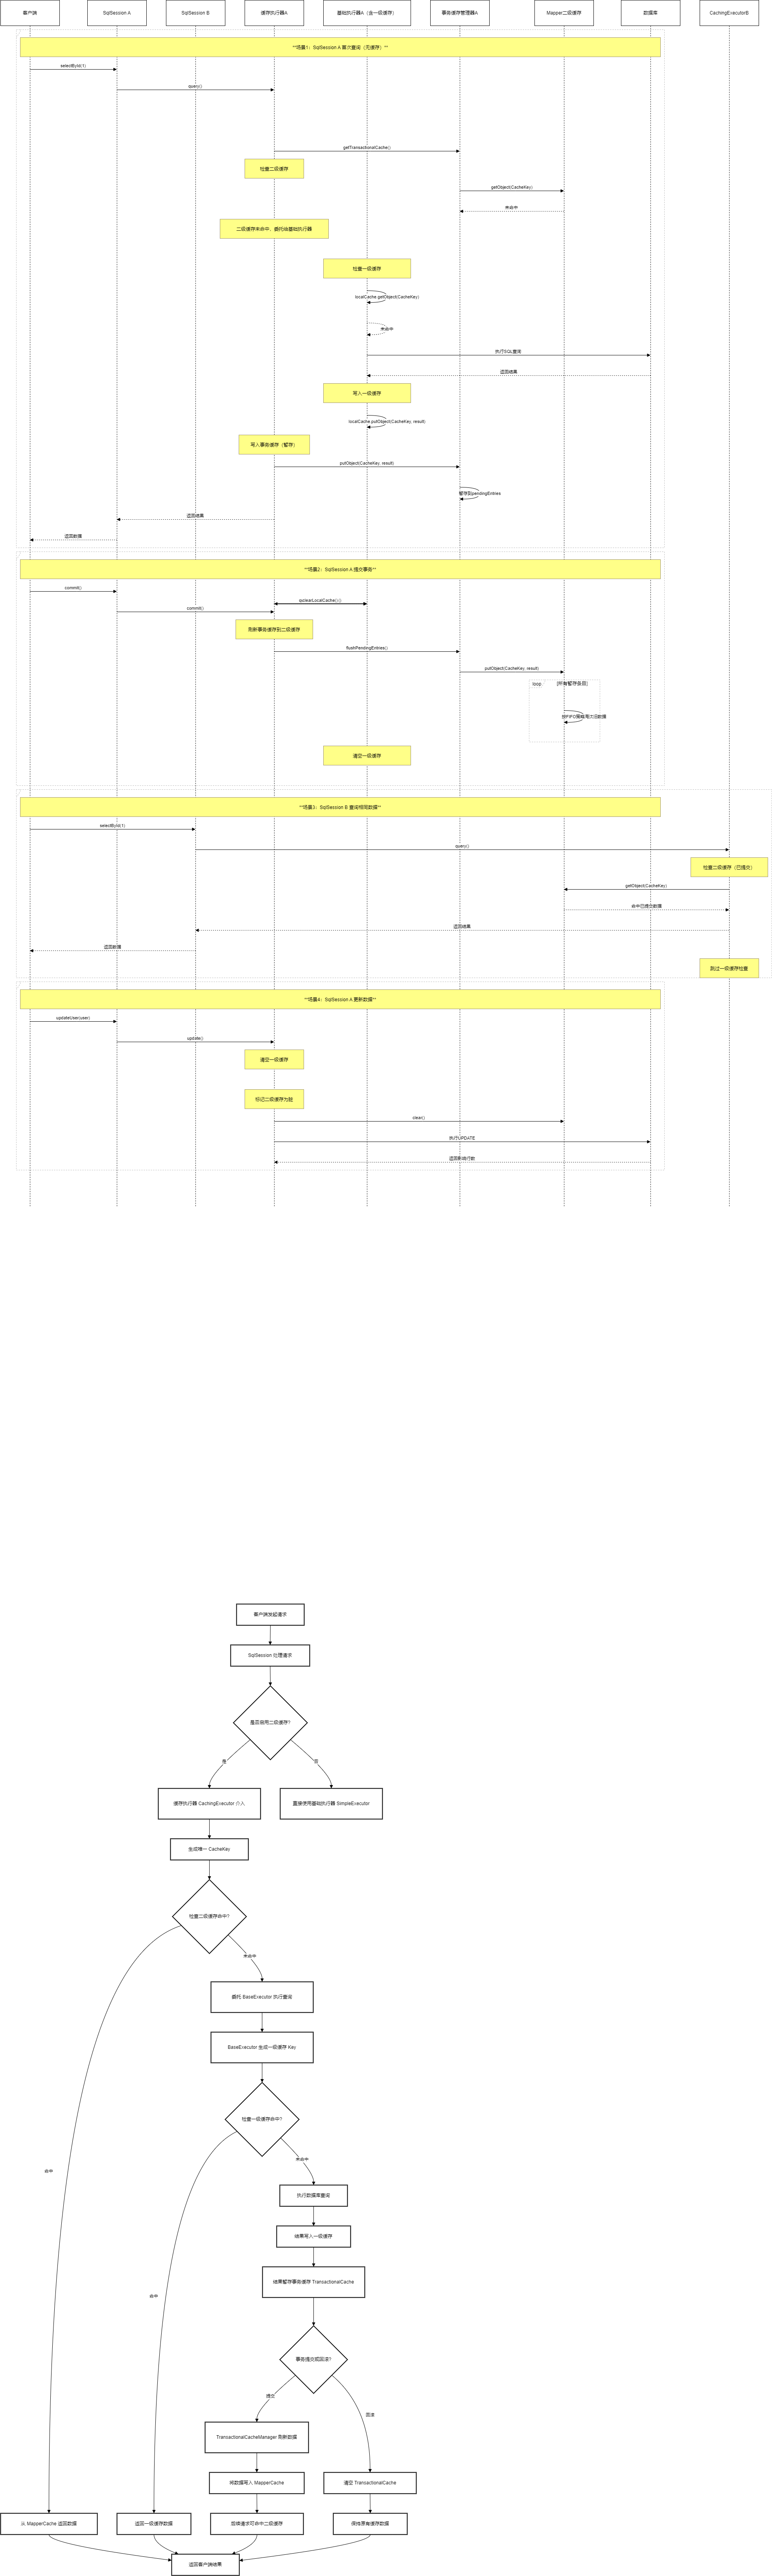 客户端
SqlSession A
SqlSession B
缓存执行器A
基础执行器A（含一级缓存）
事务缓存管理器A
Mapper二级缓存
数据库
CachingExecutorB
**场景1：SqlSession A 首次查询（无缓存）**
selectById(1)
query()
getTransactionalCache()
检查二级缓存
getObject(CacheKey)
未命中
二级缓存未命中，委托给基础执行器
检查一级缓存
localCache.getObject(CacheKey)
未命中
执行SQL查询
返回结果
写入一级缓存
localCache.putObject(CacheKey, result)
写入事务缓存（暂存）
putObject(CacheKey, result)
暂存到pendingEntries
返回结果
返回数据
**场景2：SqlSession A 提交事务**
commit()
commit()
刷新事务缓存到二级缓存
flushPendingEntries()
putObject(CacheKey, result)
loop
[所有暂存条目]
按FIFO策略淘汰旧数据
清空一级缓存
**场景3：SqlSession B 查询相同数据**
selectById(1)
query()
检查二级缓存（已提交）
getObject(CacheKey)
命中已提交数据
返回结果
返回数据
跳过一级缓存检查
**场景4：SqlSession A 更新数据**
updateUser(user)
update()
清空一级缓存
标记二级缓存为脏
clear()
执行UPDATE
返回影响行数
客户端发起请求
SqlSession 处理请求
是否启用二级缓存?
是
否
缓存执行器 CachingExecutor 介入
直接使用基础执行器 SimpleExecutor
生成唯一 CacheKey
检查二级缓存命中?
未命中
委托 BaseExecutor 执行查询
BaseExecutor 生成一级缓存 Key
检查一级缓存命中?
命中
未命中
执行数据库查询
结果写入一级缓存
结果暂存事务缓存 TransactionalCache
命中
事务提交或回滚?
提交
回滚
TransactionalCacheManager 刷新数据
将数据写入 MapperCache
清空 TransactionalCache
从 MapperCache 返回数据
返回一级缓存数据
后续请求可命中二级缓存
保持原有缓存数据
返回客户端结果